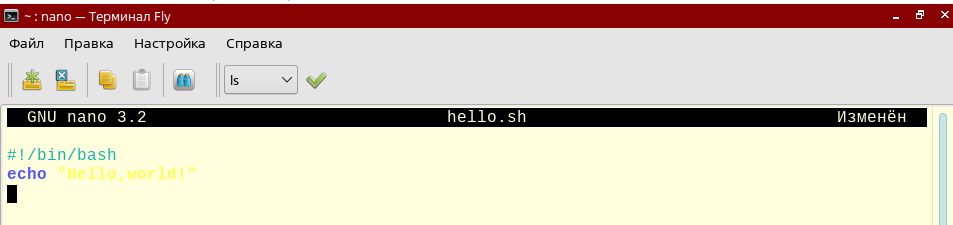 ~ : nano — Терминал Fly
Файл Правка Настройка Справка
ls
GNU nano 3.2 hello.sh Изменён
#!/bin/bash
echo "Hello,world!"